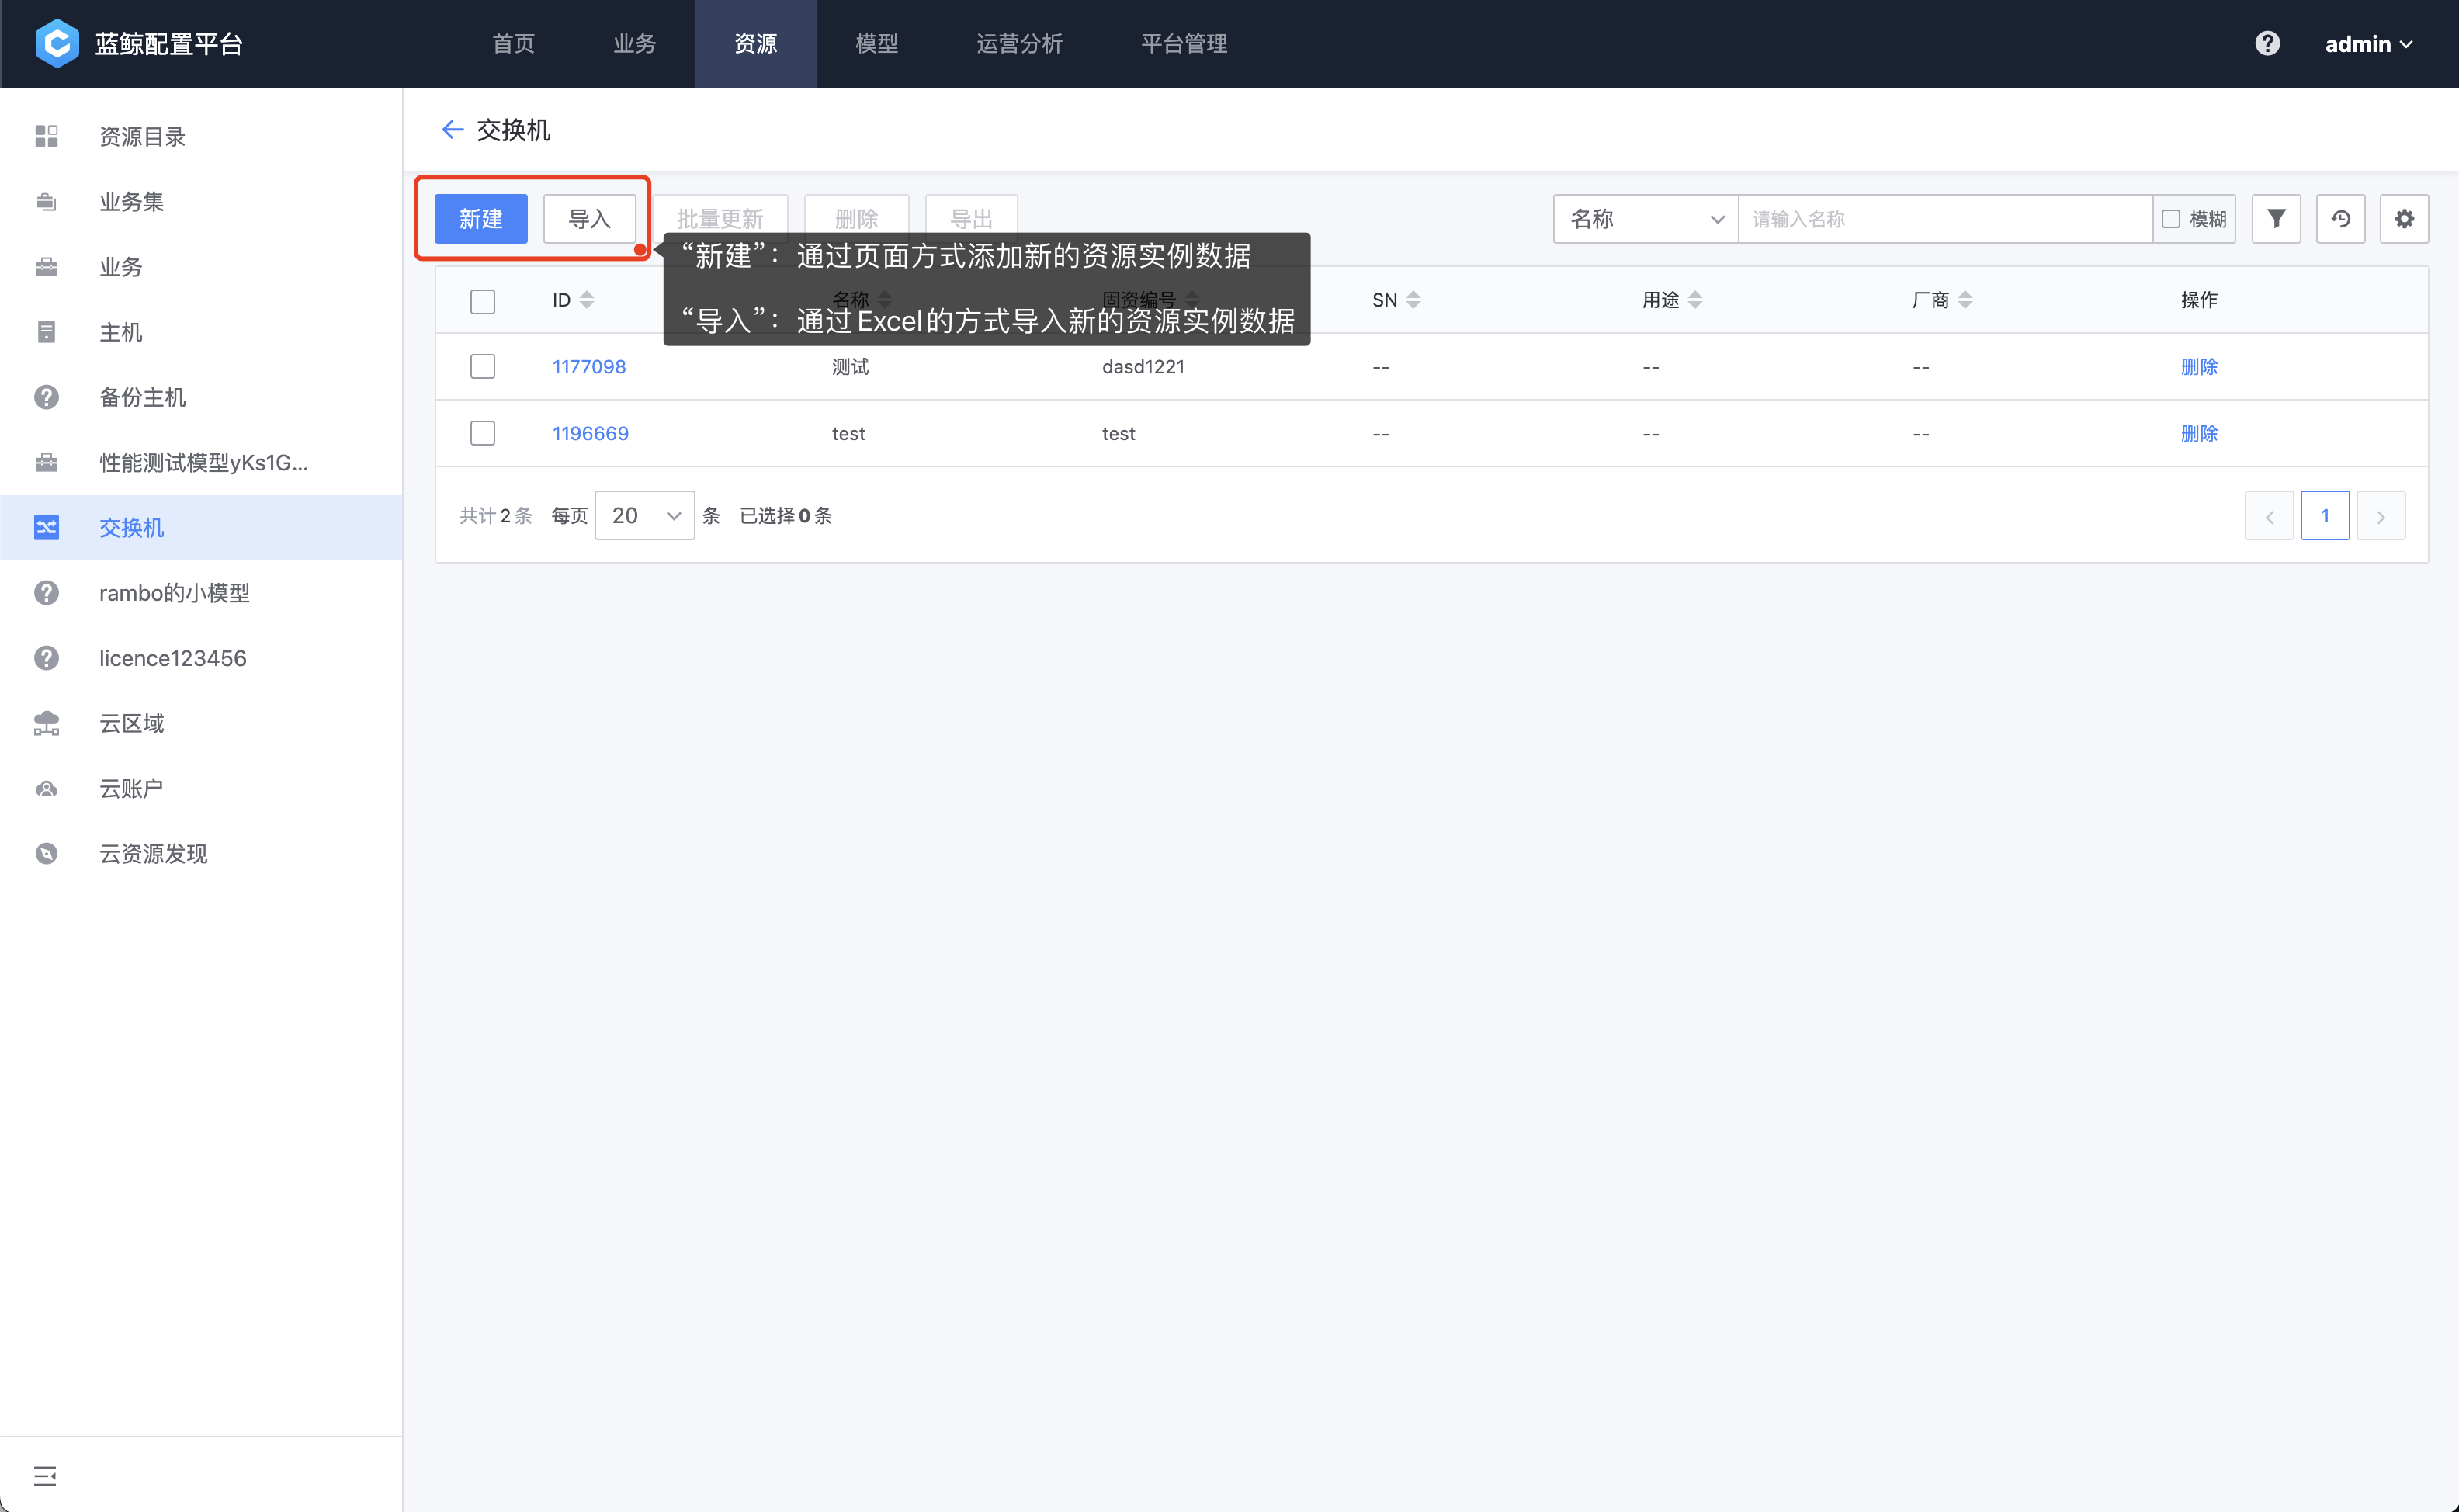 蓝鲸配置平台
首页 业务 资源 模型 运营分析 平台管理
admin
资源目录
业务集
业务
主机
备份主机
性能测试模型yKs1G...
交换机
rambo的小模型
licence123456
云区域
云账户
云资源发现
交换机
新建 导入 批量更新 删除 导出
名称 请输入名称 模糊
“新建”：通过页面方式添加新的资源实例数据
“导入”：通过Excel的方式导入新的资源实例数据
ID 名称 固资编号 SN 用途 厂商 操作
1177098 测试 dasd1221 -- -- -- 删除
1196669 test test -- -- -- 删除
共计 2 条 每页 20 条 已选择 0 条
1